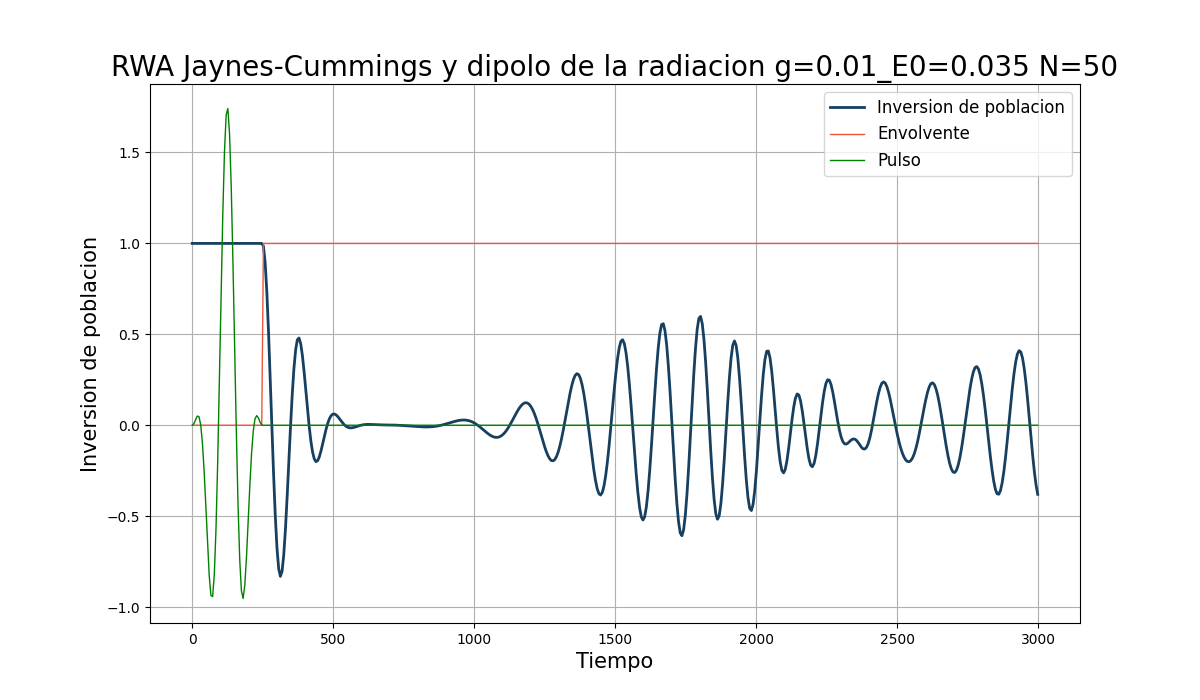 RWA Jaynes-Cummings y dipolo de la radiacion g=0.01_E0=0.035 N=50
Inversion de poblacion
Envolvente
Pulso
Inversion de poblacion
1.5
1.0
0.5
0.0
−0.5
−1.0
0 500 1000 1500 2000 2500 3000
Tiempo